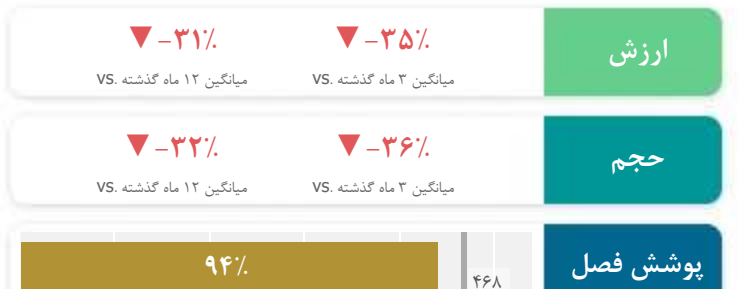 ارزش
▼ -۳۵٪ ▼ -۳۱٪
میانگین ۳ ماه گذشته .VS میانگین ۱۲ ماه گذشته .VS
حجم
▼ -۳۶٪ ▼ -۳۲٪
میانگین ۳ ماه گذشته .VS میانگین ۱۲ ماه گذشته .VS
پوشش فصل
۹۴٪
۴۶۸